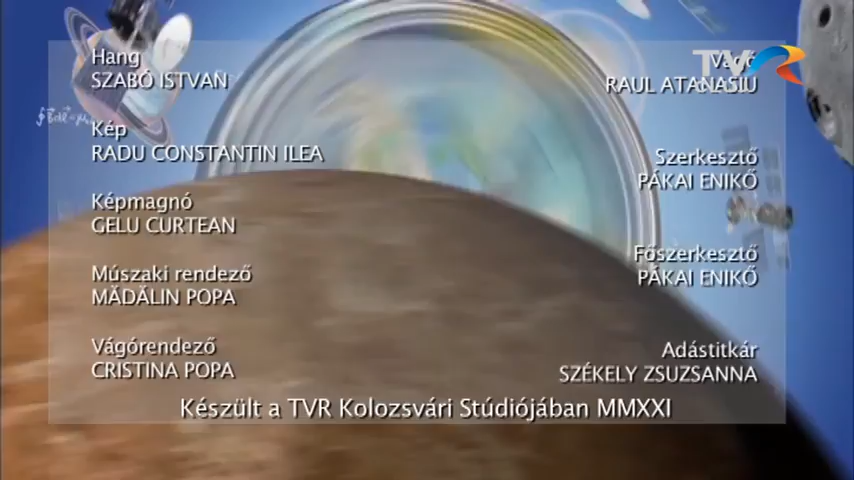 Hang
SZABÓ ISTVÁN
Kép
RADU CONSTANTIN ILEA
Képmagnó
GELU CURTEAN
Műszaki rendező
MĂDĂLIN POPA
Vágórendező
CRISTINA POPA
TVR
Vágó
RAUL ATANASIU
Szerkesztő
PÁKAI ENIKŐ
Főszerkesztő
PÁKAI ENIKŐ
Adástitkár
SZÉKELY ZSUZSANNA
Készült a TVR Kolozsvári Stúdiójában MMXXI